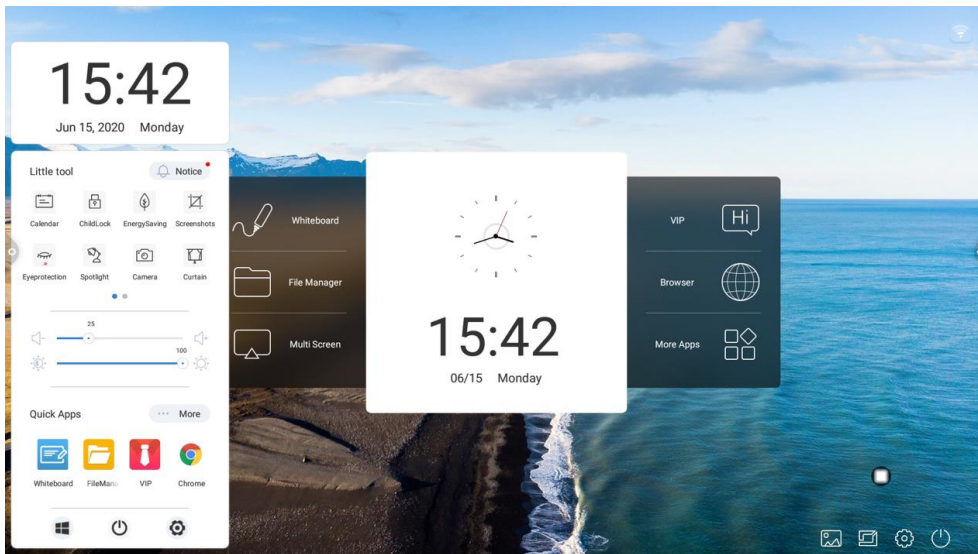 15:42
Jun 15, 2020 Monday
Little tool
Notice
Calendar ChildLock EnergySaving Screenshots
Eyeprotection Spotlight Camera Curtain
25
100
Quick Apps
More
Whiteboard FileMana VIP Chrome
Whiteboard
File Manager
Multi Screen
15:42
06/15 Monday
VIP
Hi
Browser
More Apps